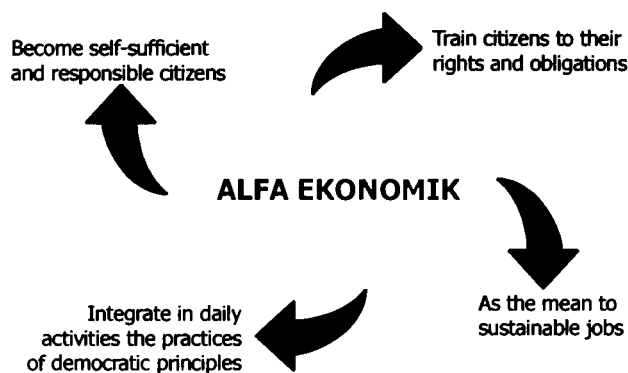 Become self-sufficient
and responsible citizens
Train citizens to their
rights and obligations
ALFA EKONOMIK
Integrate in daily
activities the practices
of democratic principles
As the mean to
sustainable jobs